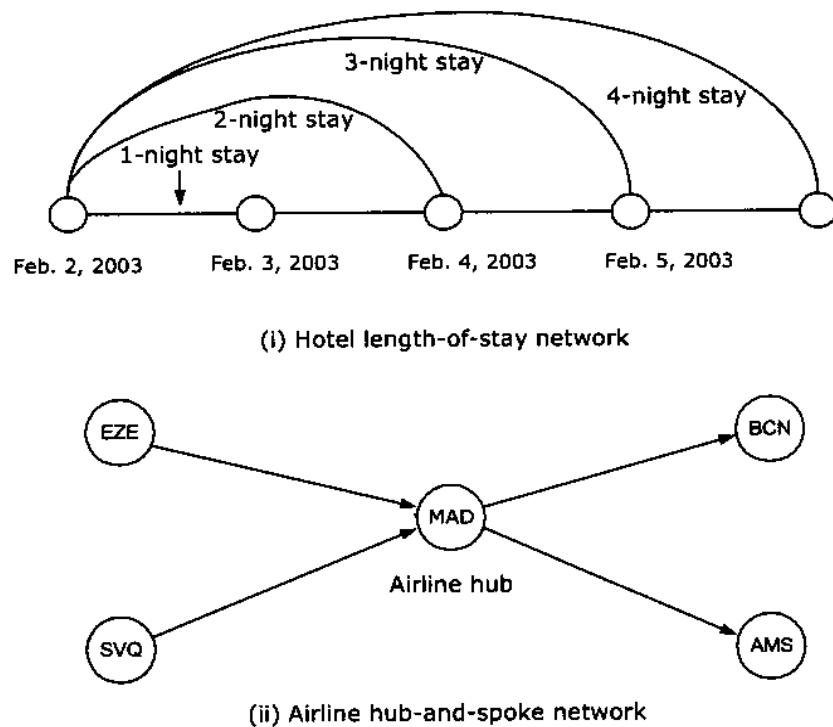 3-night stay
4-night stay
2-night stay
1-night stay
Feb. 2, 2003 Feb. 3, 2003 Feb. 4, 2003 Feb. 5, 2003
(i) Hotel length-of-stay network
EZE
BCN
MAD
Airline hub
SVQ
AMS
(ii) Airline hub-and-spoke network